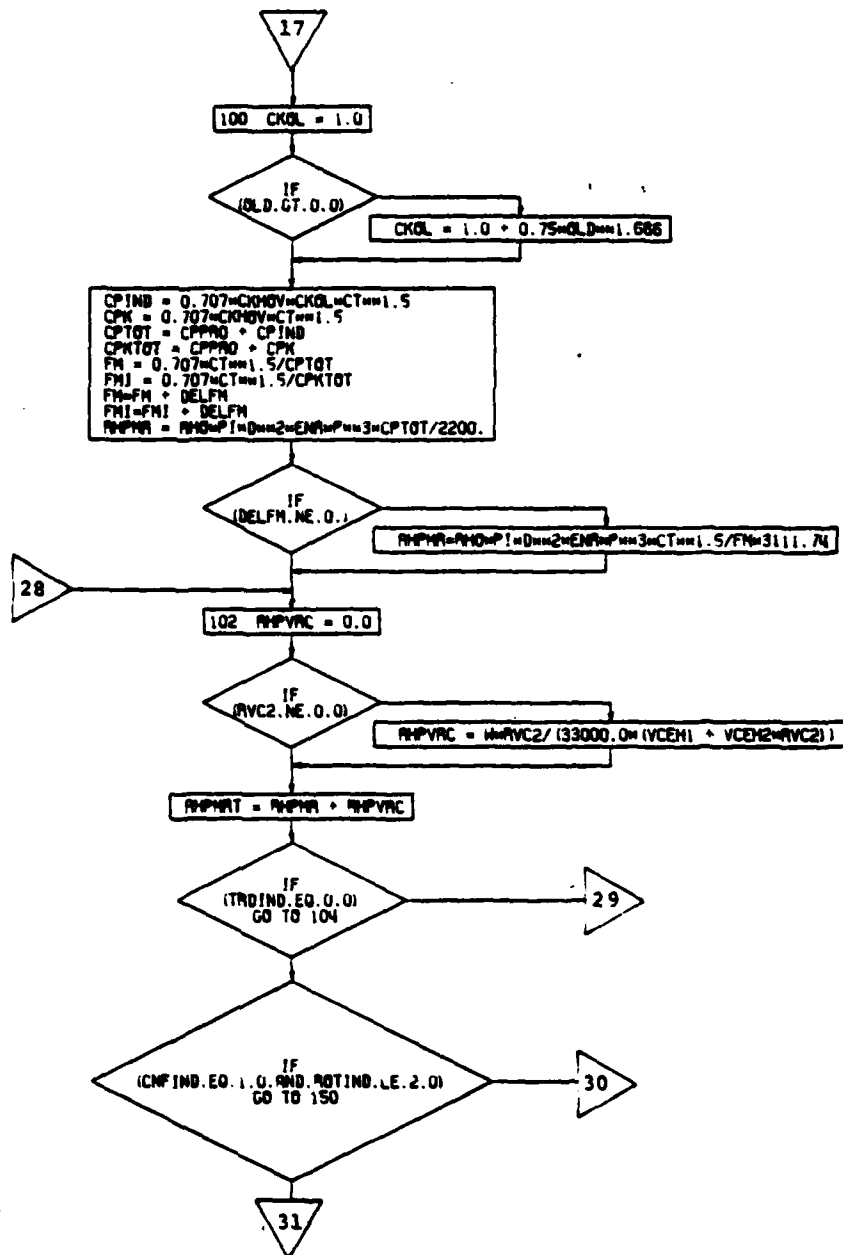 17
100 CKOL = 1.0
IF
(OLD.GT.0.0)
CKOL = 1.0 + 0.75*OLD**1.666
CPIND = 0.707*CKHOV*CKOL*CT**1.5
CPK = 0.707*CKHOV*CT**1.5
CPTOT = CPPRO + CPIND
CPKTOT = CPPRO + CPK
FM = 0.707*CT**1.5/CPTOT
FMI = 0.707*CT**1.5/CPKTOT
FM=FM + DELFM
FMI=FMI + DELFM
RHPMR = RHO*PI*D**2*ENR*P**3*CPTOT/2200.
IF
(DELFM.NE.0.)
RHPMR=RHO*PI*D**2*ENR*P**3*CT**1.5/FM*3111.74
28
102 RHPVRC = 0.0
IF
(RVC2.NE.0.0)
RHPVRC = W*RVC2/(33000.0*(VCEH1 + VCEH2*RVC2))
RHPMRT = RHPMR + RHPVRC
IF
(TRDIND.EQ.0.0)
GO TO 104
29
IF
(CNFIND.EQ.1.0.AND.ROTIND.LE.2.0)
GO TO 150
30
31